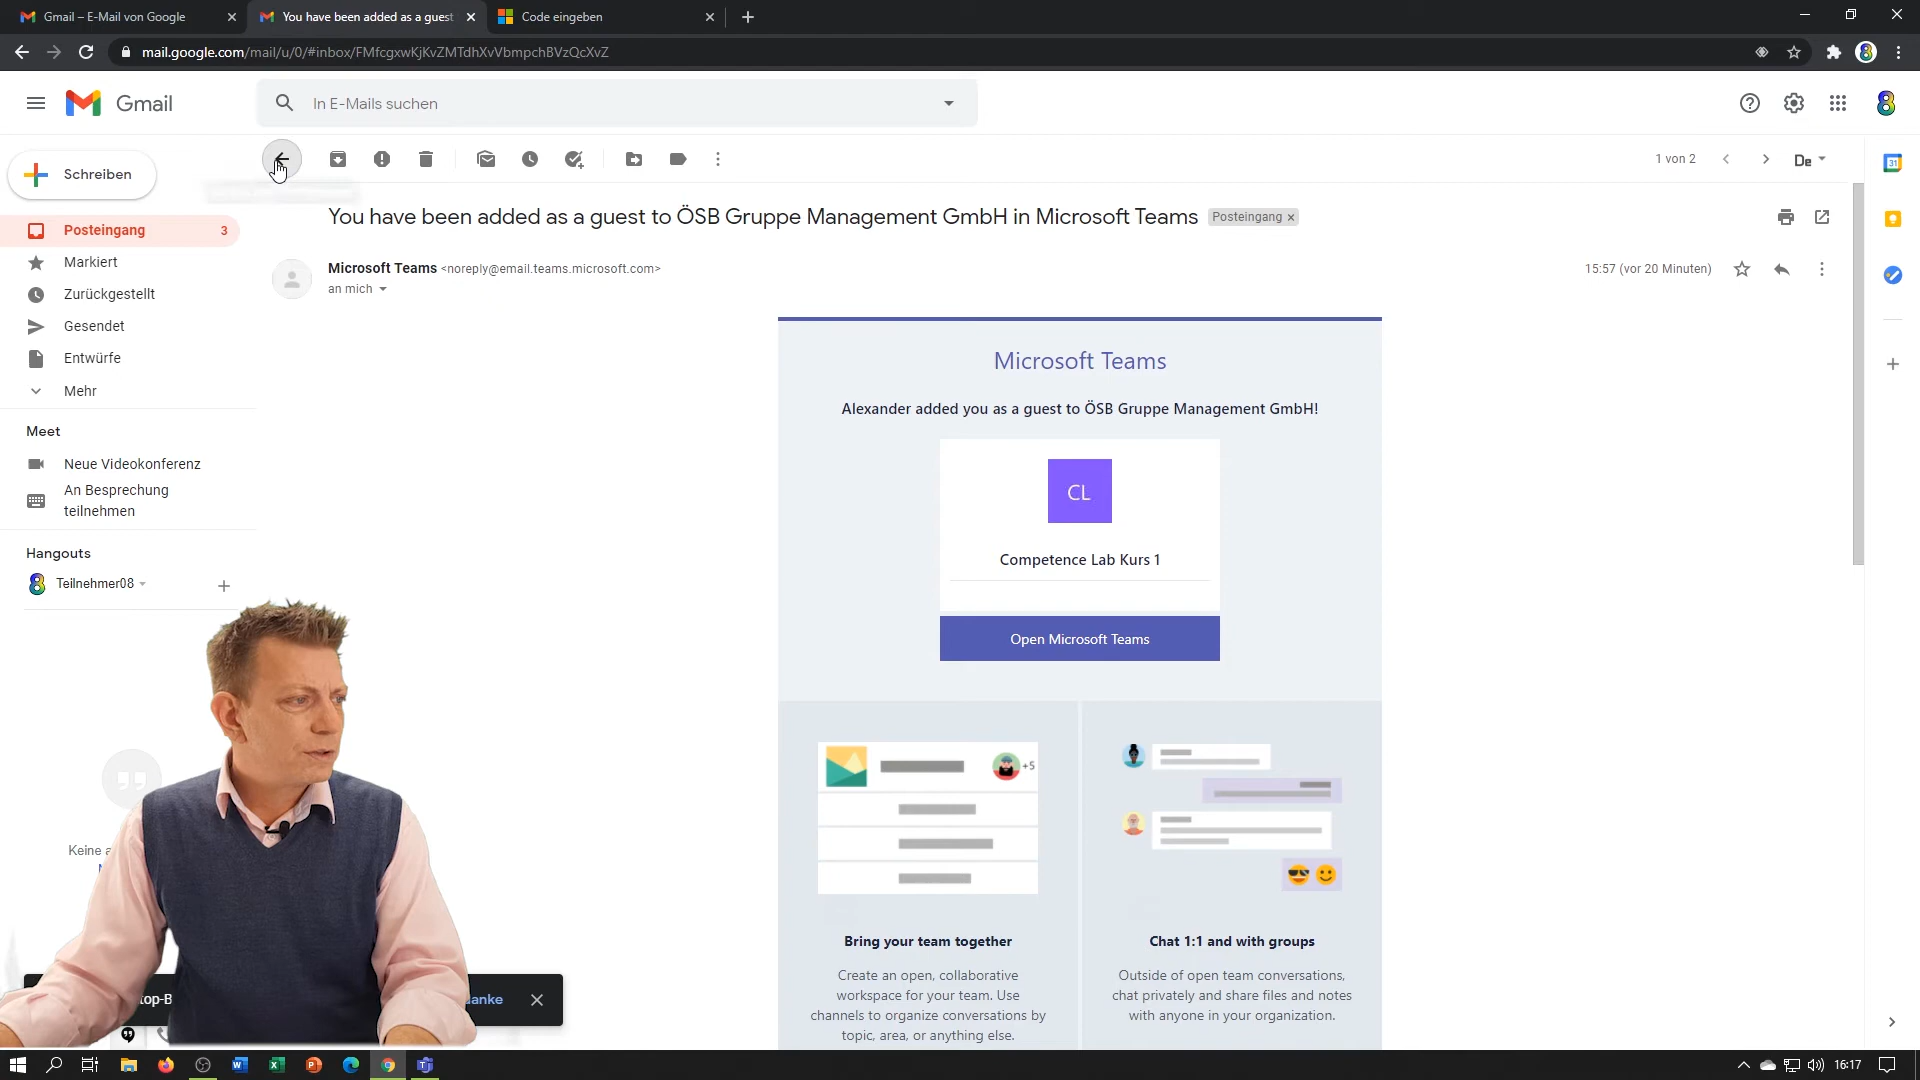 Gmail – E-Mail von Google
You have been added as a guest
Code eingeben
mail.google.com/mail/u/0/#inbox/FMfcgxwKjKvZMTdhXvVbmpchBVzQcXvZ
Gmail
In E-Mails suchen
Schreiben
1 von 2
De
Posteingang 3
Markiert
Zurückgestellt
Gesendet
Entwürfe
Mehr
Meet
Neue Videokonferenz
An Besprechung
teilnehmen
Hangouts
Teilnehmer08
Keine
You have been added as a guest to ÖSB Gruppe Management GmbH in Microsoft Teams
Posteingang ×
Microsoft Teams <noreply@email.teams.microsoft.com>
15:57 (vor 20 Minuten)
an mich
Microsoft Teams
Alexander added you as a guest to ÖSB Gruppe Management GmbH!
CL
Competence Lab Kurs 1
Open Microsoft Teams
+5
Bring your team together
Create an open, collaborative
workspace for your team. Use
channels to organize conversations by
topic, area, or anything else.
Chat 1:1 and with groups
Outside of open team conversations,
chat privately and share files and notes
with anyone in your organization.
31
16:17